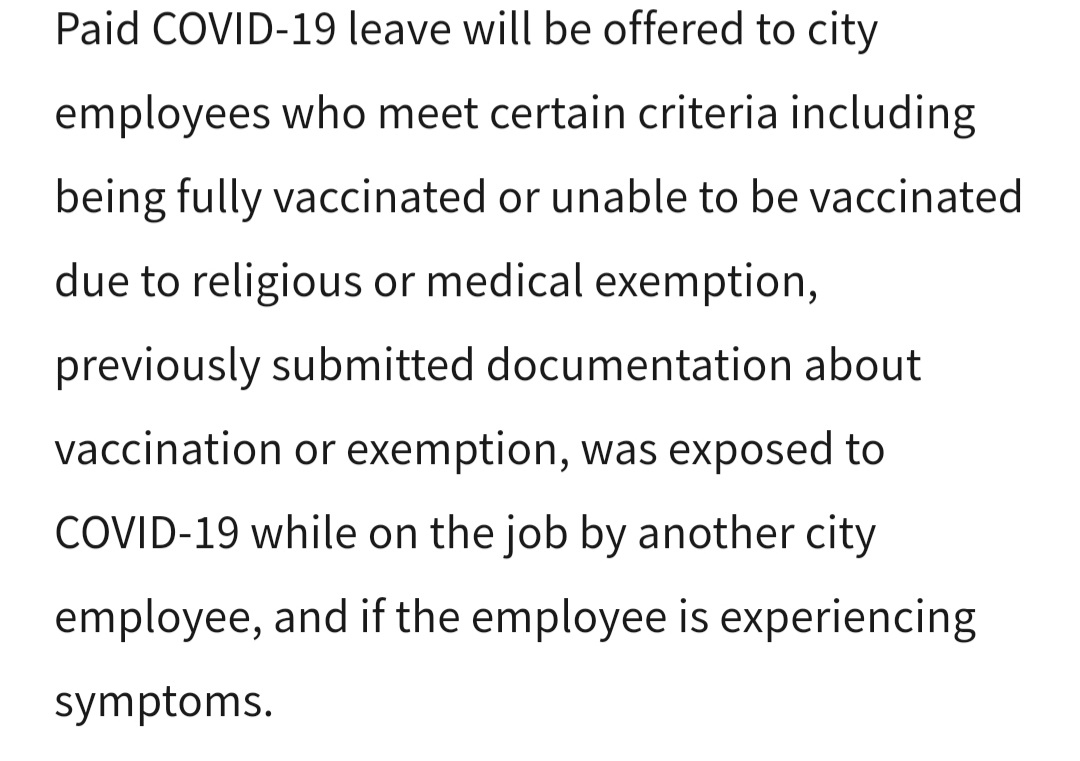 Paid COVID-19 leave will be offered to city
employees who meet certain criteria including
being fully vaccinated or unable to be vaccinated
due to religious or medical exemption,
previously submitted documentation about
vaccination or exemption, was exposed to
COVID-19 while on the job by another city
employee, and if the employee is experiencing
symptoms.